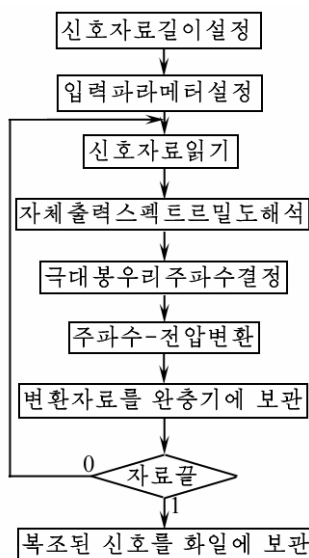 신호자료길이설정
입력파라메터설정
신호자료읽기
자체출력스펙트르밀도해석
극대봉우리주파수결정
주파수-전압변환
변환자료를 완충기에 보관
0
자료끝
1
복조된 신호를 화일에 보관